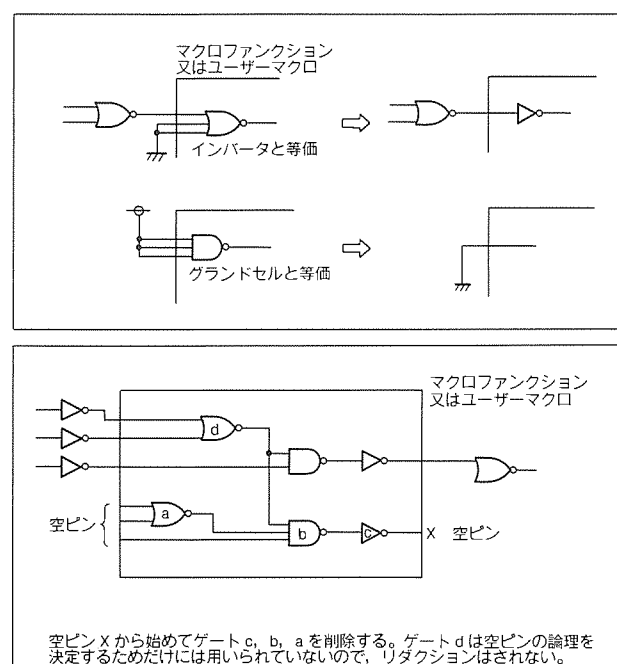 マクロファンクション
又はユーザーマクロ
インバータと等価
グランドセルと等価
マクロファンクション
又はユーザーマクロ
d
空ピン
a
b
c
X 空ピン
空ピン X から始めてゲート c, b, a を削除する。ゲート d は空ピンの論理を
決定するためだけには用いられていないので, リダクションはされない。